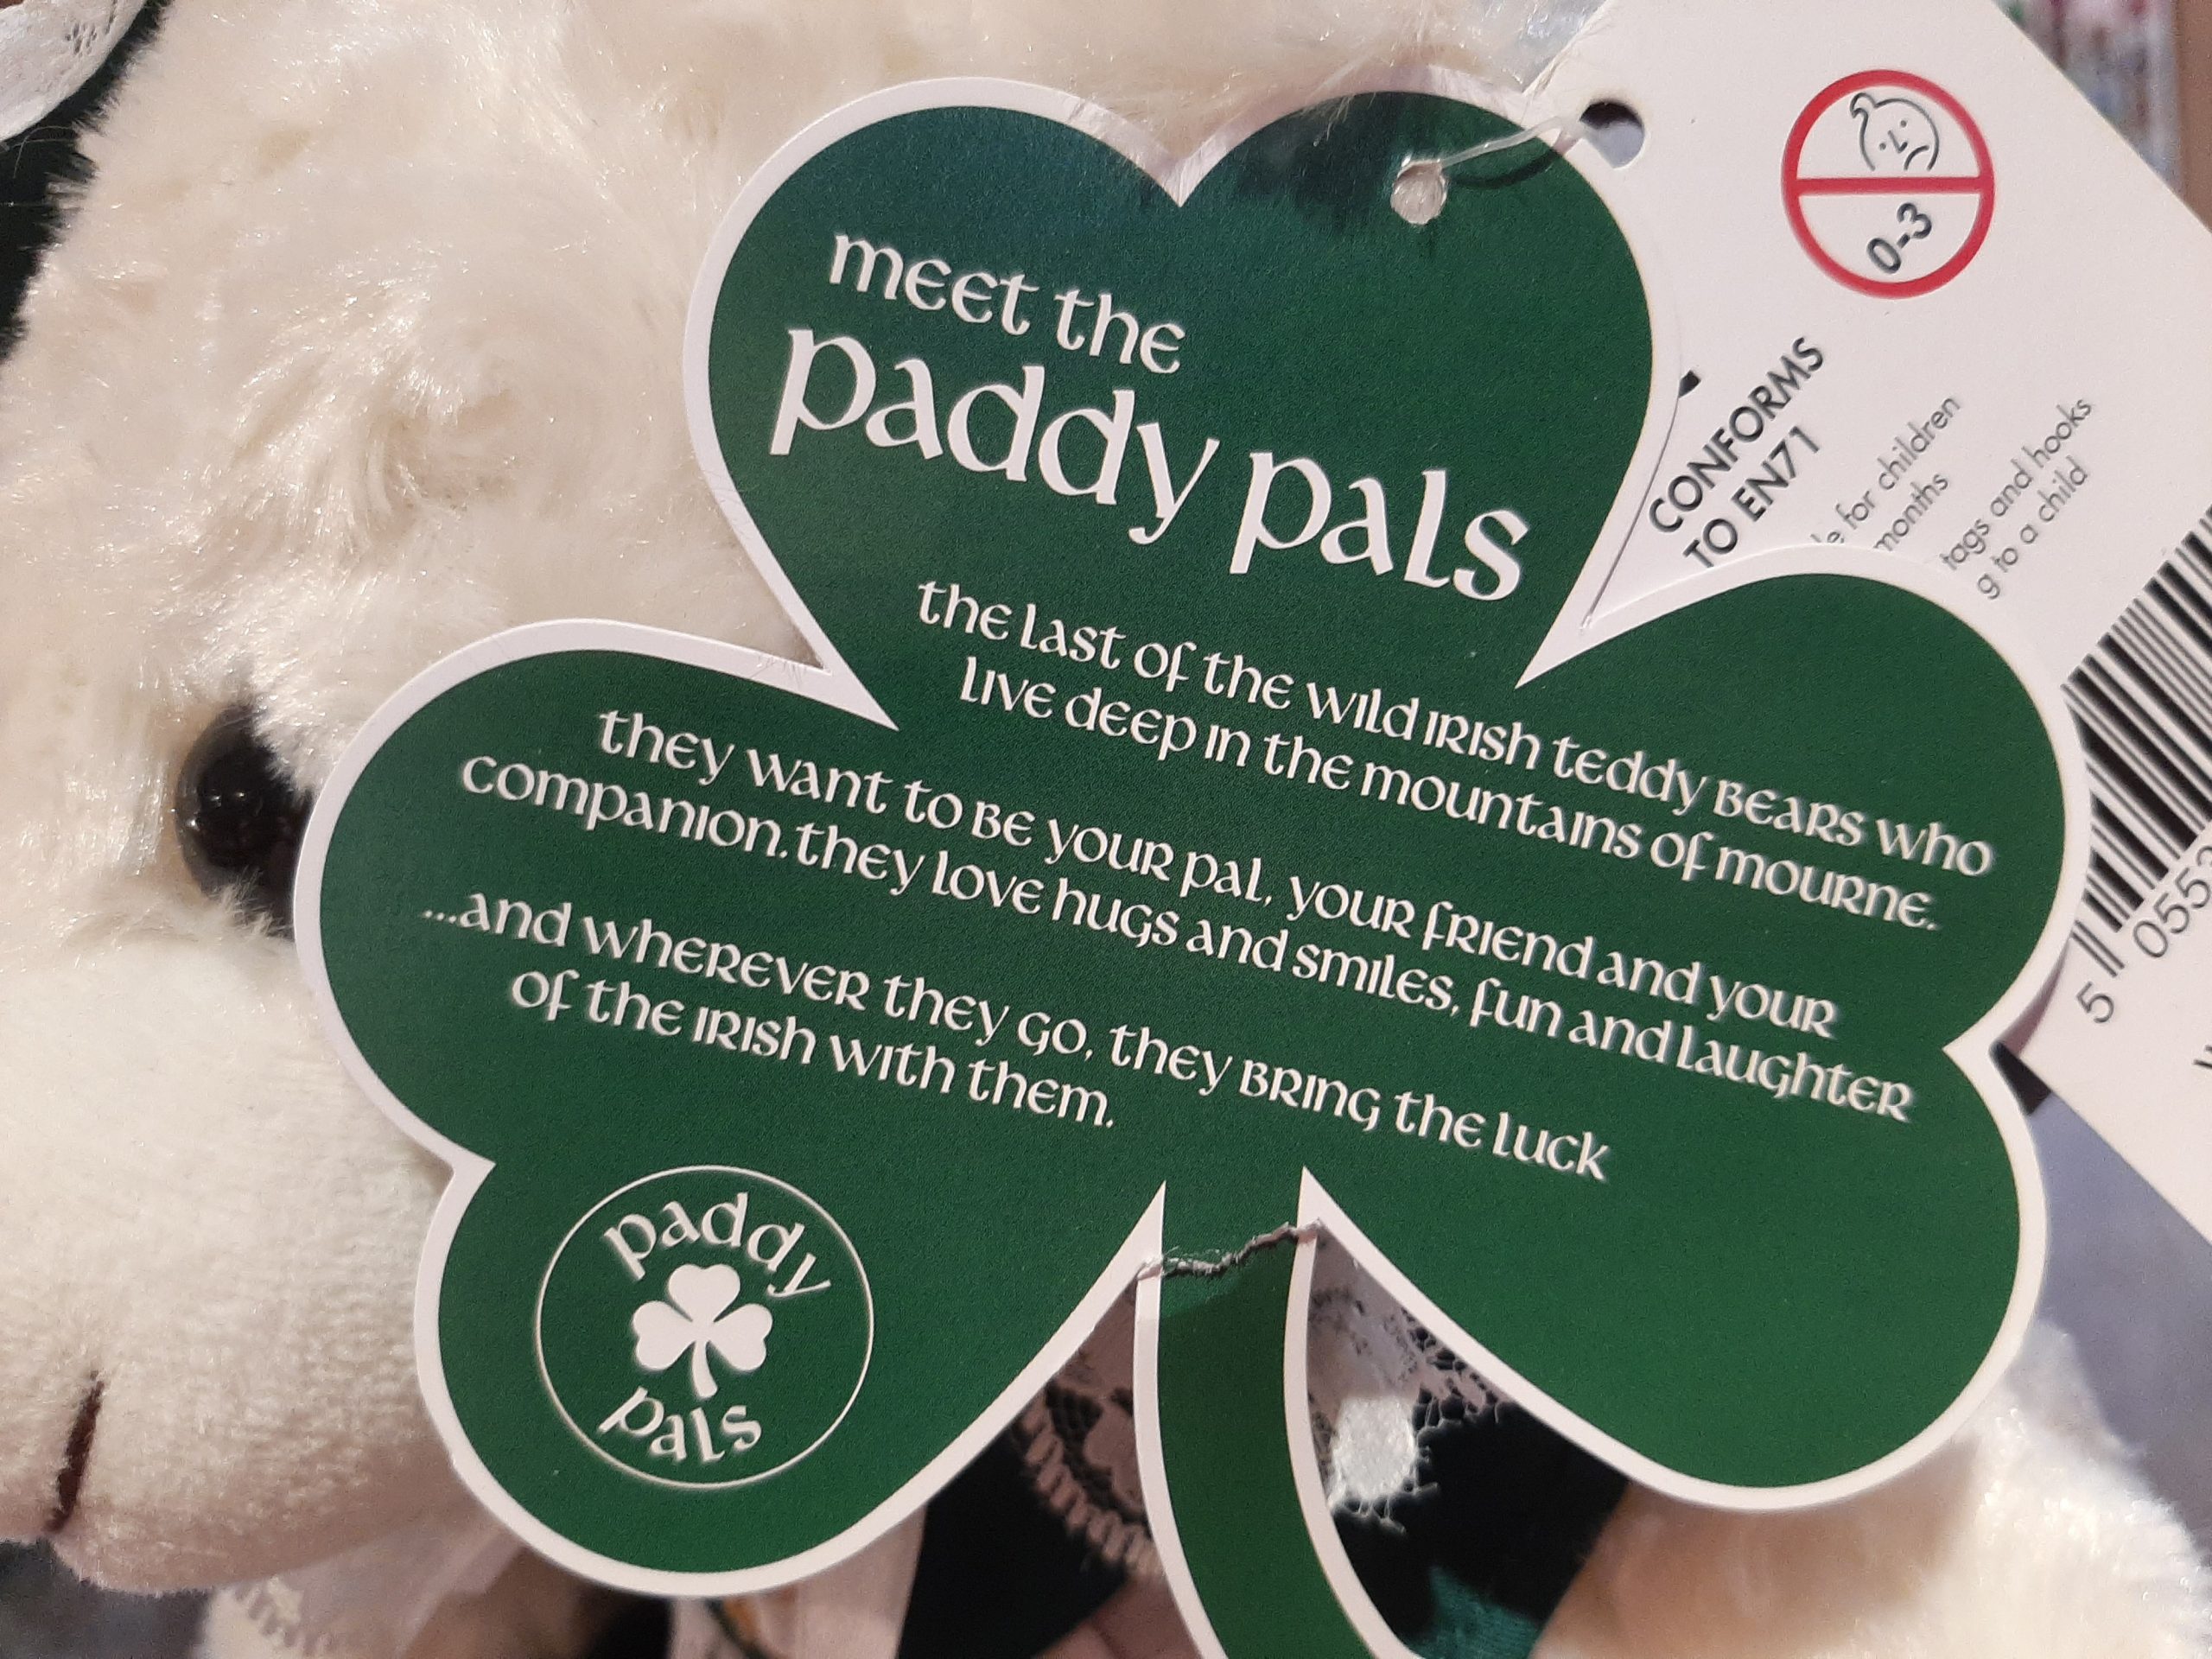 meet the
paddy pals
the last of the wild Irish teddy bears who
live deep in the mountains of mourne.
they want to be your pal, your friend and your
companion. they love hugs and smiles, fun and laughter
...and wherever they go, they bring the luck
of the Irish with them.
paddy
pals
0-3
CONFORMS
TO EN71
for children
months
tags and hooks
to a child
5